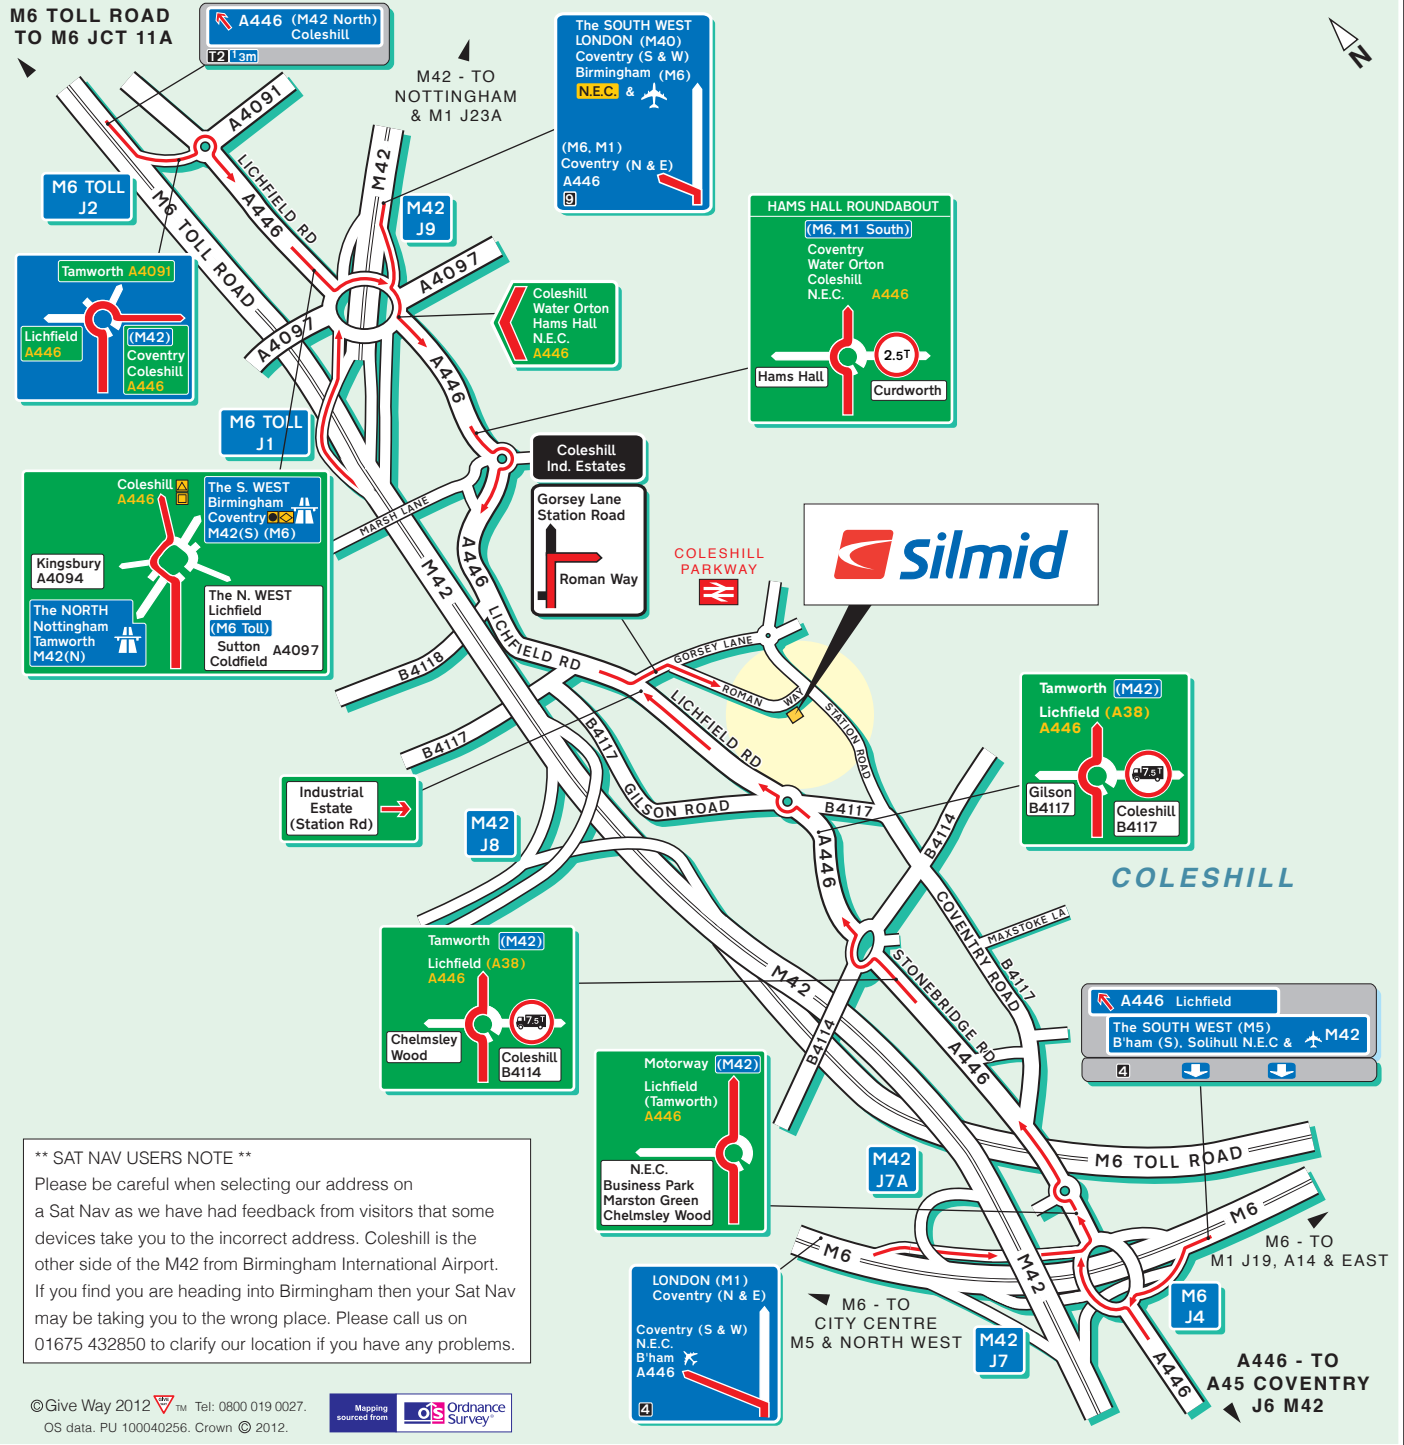 M6 TOLL ROAD
TO M6 JCT 11A
A446 (M42 North)
Coleshill
T2 1 3m
M42 - TO
NOTTINGHAM
& M1 J23A
The SOUTH WEST
LONDON (M40)
Coventry (S & W)
Birmingham (M6)
N.E.C. &
(M6, M1)
Coventry (N & E)
A446
9
N
A4091
LICHFIELD RD
A446
M42
M6 TOLL
J2
M6 TOLL ROAD
M42
J9
A4097
A4097
Tamworth A4091
Lichfield
A446
(M42)
Coventry
Coleshill
A446
Coleshill
Water Orton
Hams Hall
N.E.C.
A446
HAMS HALL ROUNDABOUT
(M6, M1 South)
Coventry
Water Orton
Coleshill
N.E.C. A446
2.5T
Hams Hall
Curdworth
A446
M6 TOLL
J1
Coleshill
Ind. Estates
Gorsey Lane
Station Road
Roman Way
Coleshill
A446
The S. WEST
Birmingham
Coventry
M42(S) (M6)
Kingsbury
A4094
The NORTH
Nottingham
Tamworth
M42(N)
The N. WEST
Lichfield
(M6 Toll)
Sutton
Coldfield A4097
MARSH LANE
A446
M42
COLESHILL
PARKWAY
Silmid
LICHFIELD RD
GORSEY LANE
ROMAN WAY
STATION ROAD
B4118
B4117
B4117
LICHFIELD RD
GILSON ROAD
B4117
Industrial
Estate
(Station Rd)
M42
J8
Tamworth (M42)
Lichfield (A38)
A446
7.5T
Gilson
B4117
Coleshill
B4117
COLESHILL
A446
B4114
COVENTRY ROAD
MAXSTOKE LA
B4117
Tamworth (M42)
Lichfield (A38)
A446
7.5T
Chelmsley
Wood
Coleshill
B4114
M42
B4114
STONEBRIDGE RD
A446
A446 Lichfield
The SOUTH WEST (M5)
B'ham (S), Solihull N.E.C & M42
4
Motorway (M42)
Lichfield
(Tamworth)
A446
N.E.C.
Business Park
Marston Green
Chelmsley Wood
M42
J7A
M6 TOLL ROAD
M6
M6
M6 - TO
M1 J19, A14 & EAST
M42
M6
J4
LONDON (M1)
Coventry (N & E)
Coventry (S & W)
N.E.C.
B'ham
A446
4
M6 - TO
CITY CENTRE
M5 & NORTH WEST
M42
J7
A446
A446 - TO
A45 COVENTRY
J6 M42
** SAT NAV USERS NOTE **
Please be careful when selecting our address on
a Sat Nav as we have had feedback from visitors that some
devices take you to the incorrect address. Coleshill is the
other side of the M42 from Birmingham International Airport.
If you find you are heading into Birmingham then your Sat Nav
may be taking you to the wrong place. Please call us on
01675 432850 to clarify our location if you have any problems.
© Give Way 2012 GIVE WAY TM Tel: 0800 019 0027.
OS data. PU 100040256. Crown © 2012.
Mapping
sourced from
OS Ordnance
Survey®